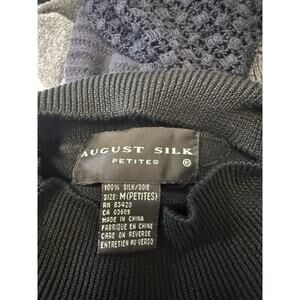 AUGUST SILK
PETITES ®
100% SILK/SOIE
SIZE: M(PETITES)
RN 83420
CA 05605
MADE IN CHINA
FABRIQUE EN CHINE
CARE ON REVERSE
ENTRETIEN AU VERSO